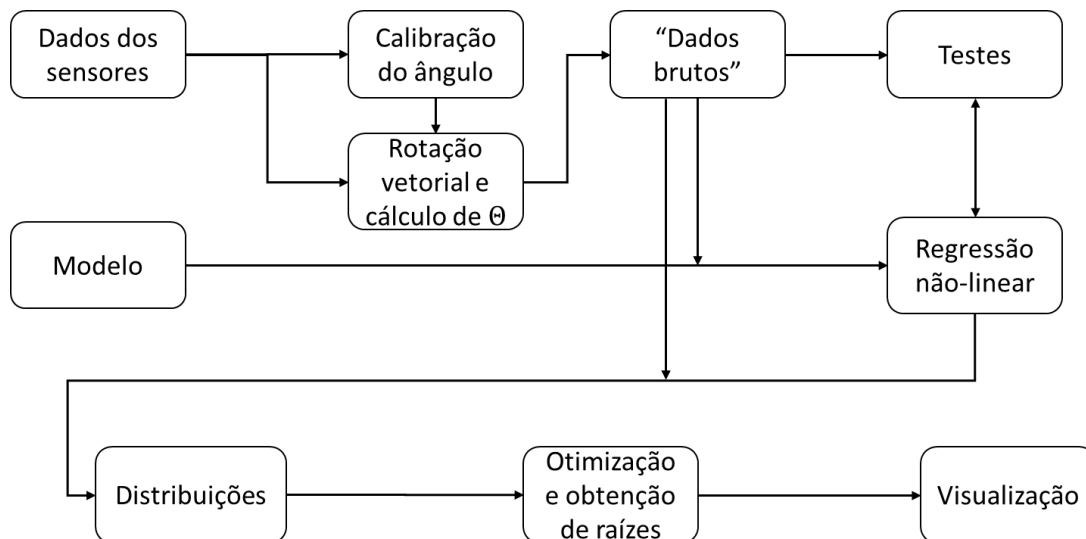 Dados dos
sensores
Calibração
do ângulo
“Dados
brutos”
Testes
Rotação
vetorial e
cálculo de Θ
Modelo
Regressão
não-linear
Distribuições
Otimização
e obtenção
de raízes
Visualização